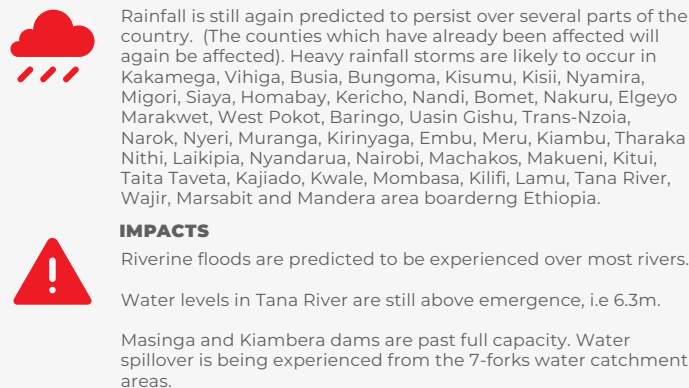 Rainfall is still again predicted to persist over several parts of the
country. (The counties which have already been affected will
again be affected). Heavy rainfall storms are likely to occur in
Kakamega, Vihiga, Busia, Bungoma, Kisumu, Kisii, Nyamira,
Migori, Siaya, Homabay, Kericho, Nandi, Bomet, Nakuru, Elgeyo
Marakwet, West Pokot, Baringo, Uasin Gishu, Trans-Nzoia,
Narok, Nyeri, Muranga, Kirinyaga, Embu, Meru, Kiambu, Tharaka
Nithi, Laikipia, Nyandarua, Nairobi, Machakos, Makueni, Kitui,
Taita Taveta, Kajiado, Kwale, Mombasa, Kilifi, Lamu, Tana River,
Wajir, Marsabit and Mandera area boarderng Ethiopia.
IMPACTS
Riverine floods are predicted to be experienced over most rivers.
Water levels in Tana River are still above emergence, i.e 6.3m.
Masinga and Kiambera dams are past full capacity. Water
spillover is being experienced from the 7-forks water catchment
areas.